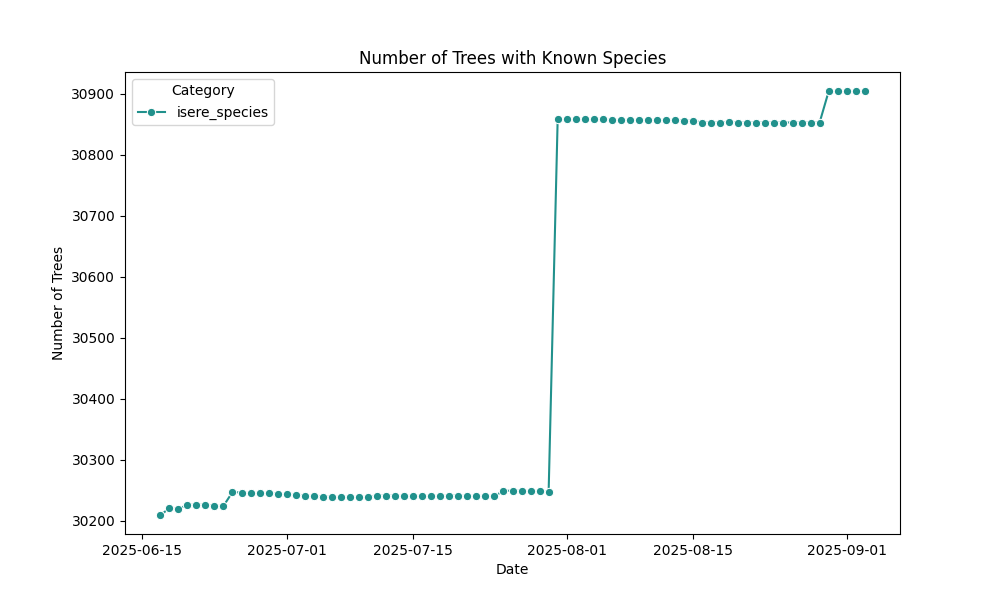 Number of Trees with Known Species
Category
isere_species
30900
30800
30700
30600
30500
30400
30300
30200
Number of Trees
2025-06-15
2025-07-01
2025-07-15
2025-08-01
2025-08-15
2025-09-01
Date